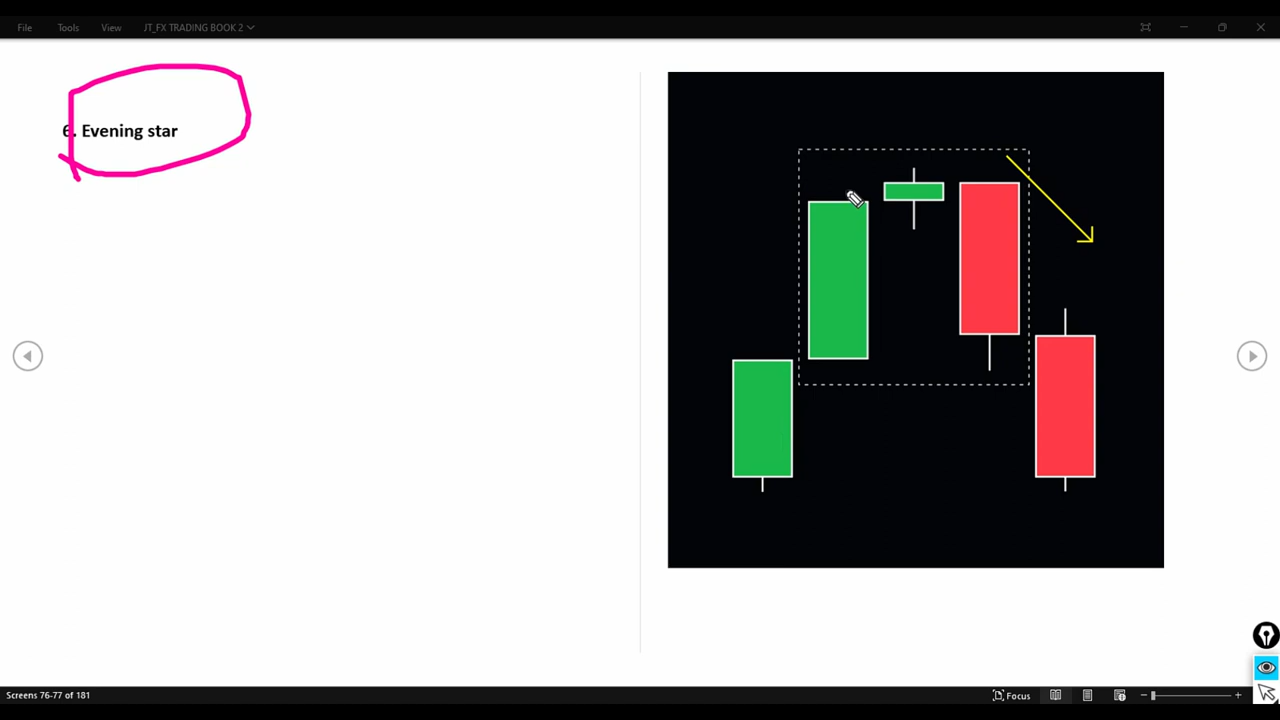 File Tools View JT_FX TRADING BOOK 2
6. Evening star
Screens 76-77 of 181
Focus